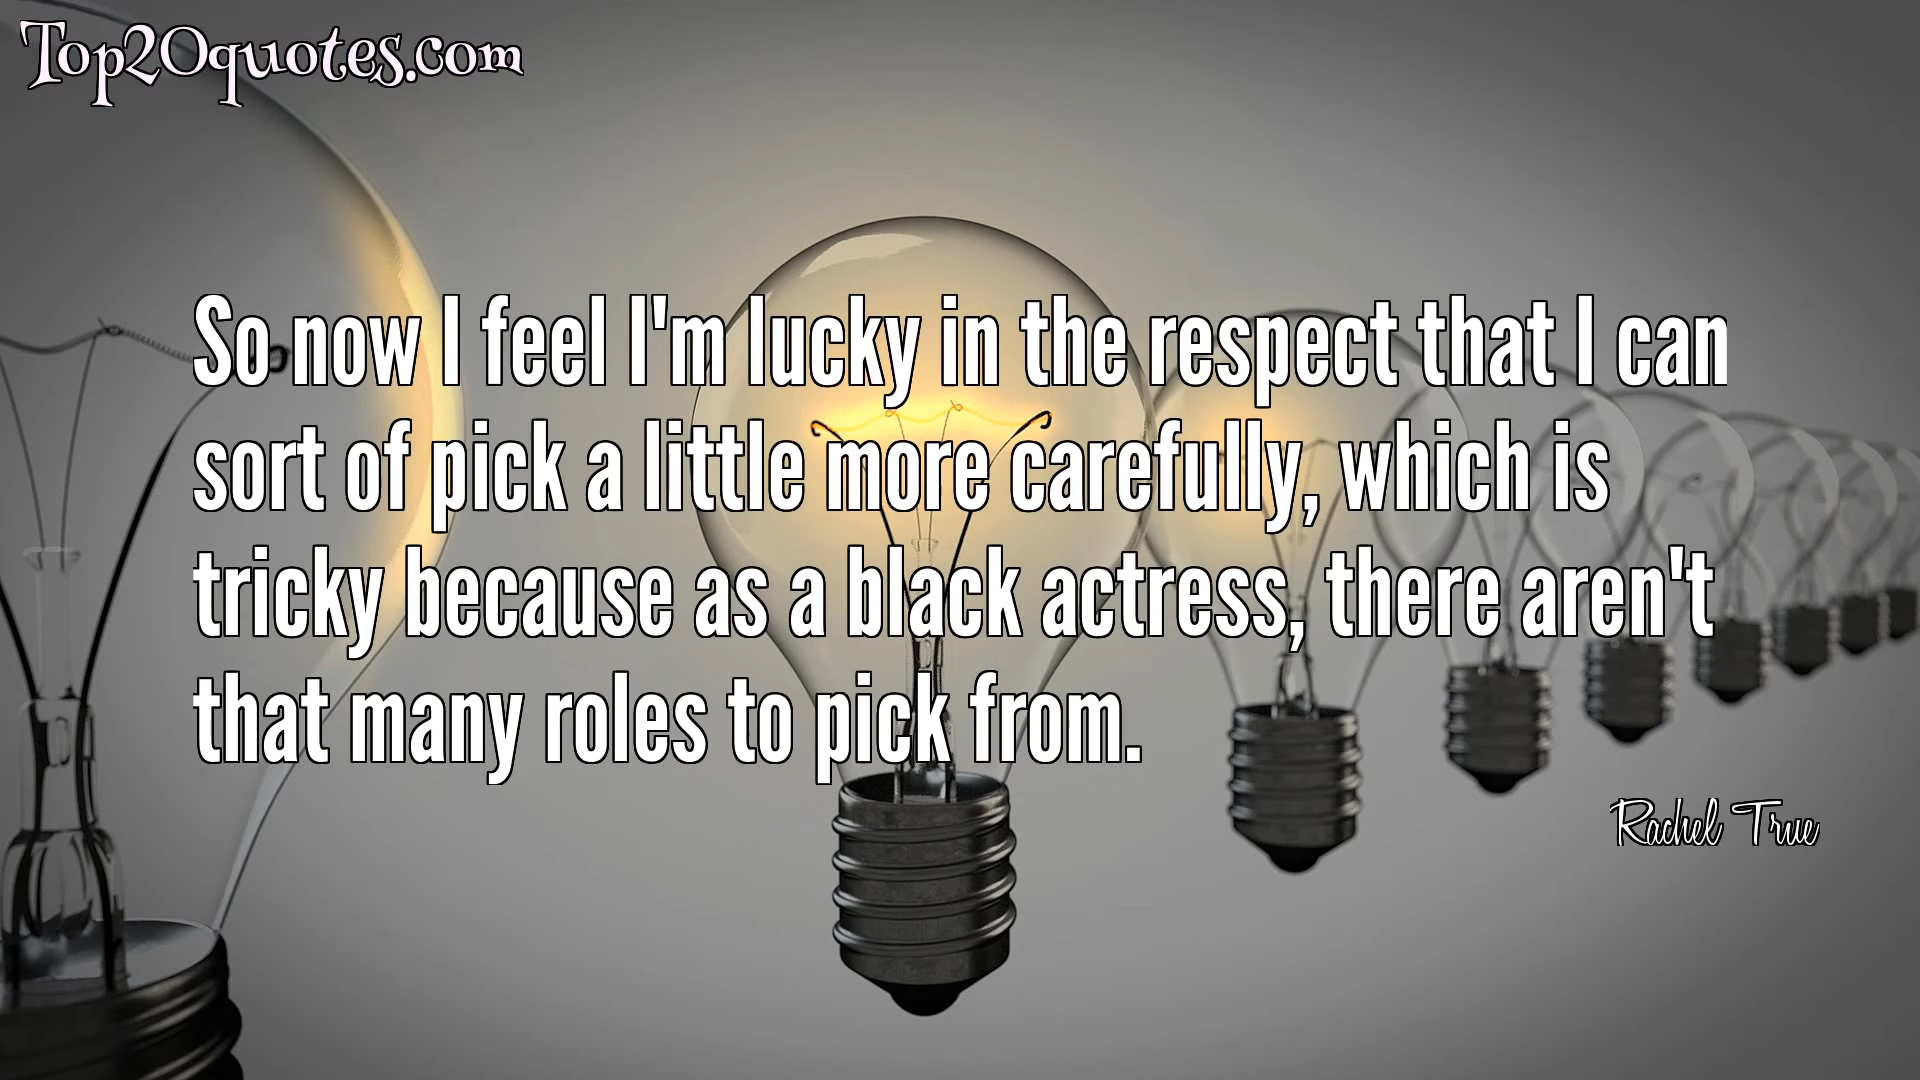 Top20quotes.com
So now I feel I'm lucky in the respect that I can
sort of pick a little more carefully, which is
tricky because as a black actress, there aren't
that many roles to pick from.
Rachel True